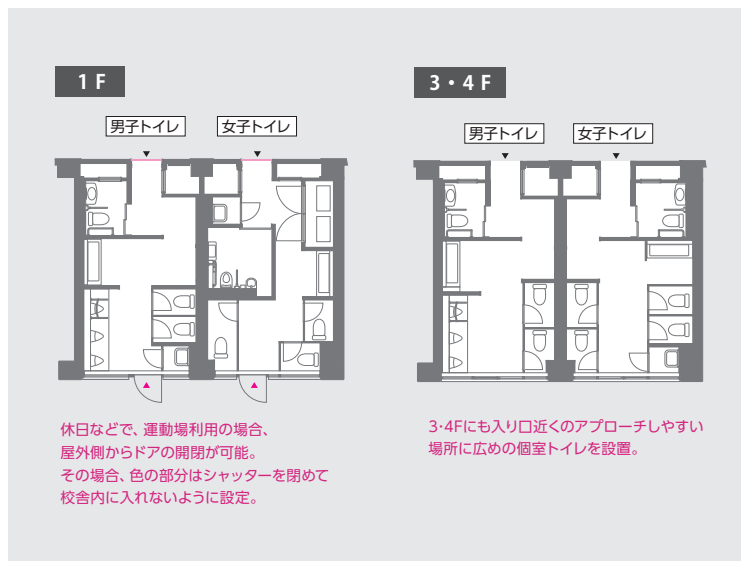 1 F
男子トイレ
女子トイレ
休日などで、運動場利用の場合、
屋外側からドアの開閉が可能。
その場合、色の部分はシャッターを閉めて
校舎内に入れないように設定。
3・4 F
男子トイレ
女子トイレ
3・4Fにも入り口近くのアプローチしやすい
場所に広めの個室トイレを設置。